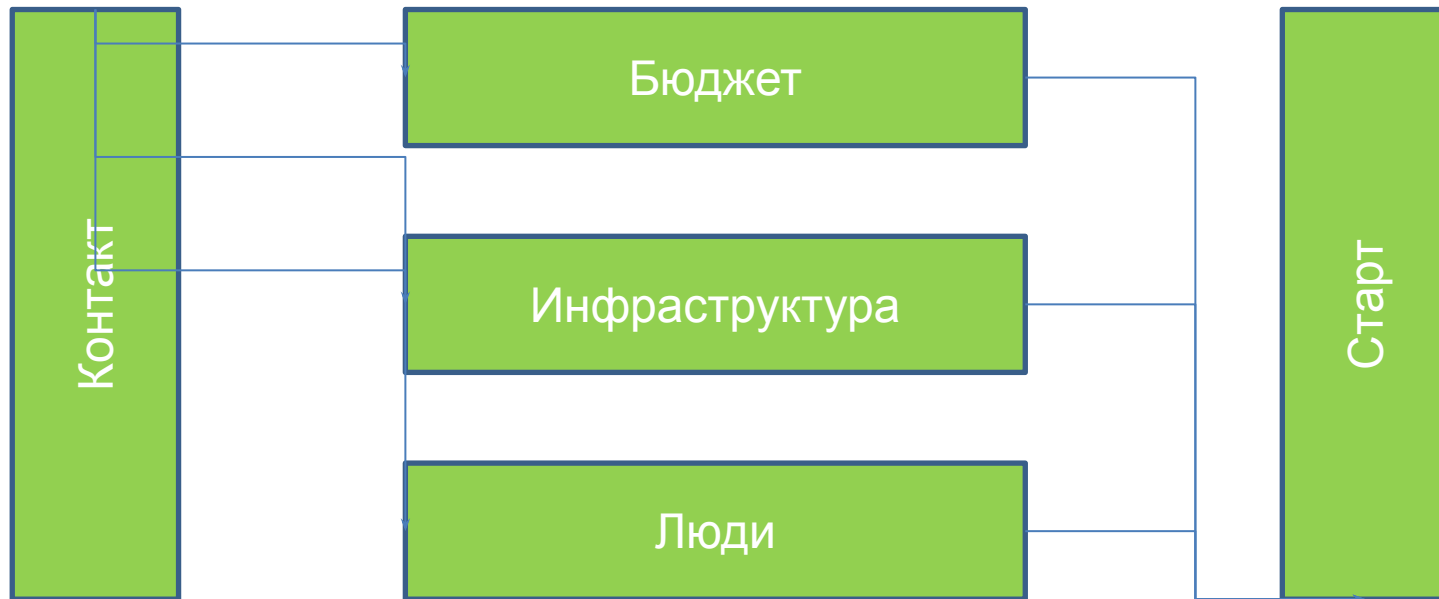 Контакт
Бюджет
Инфраструктура
Люди
Старт